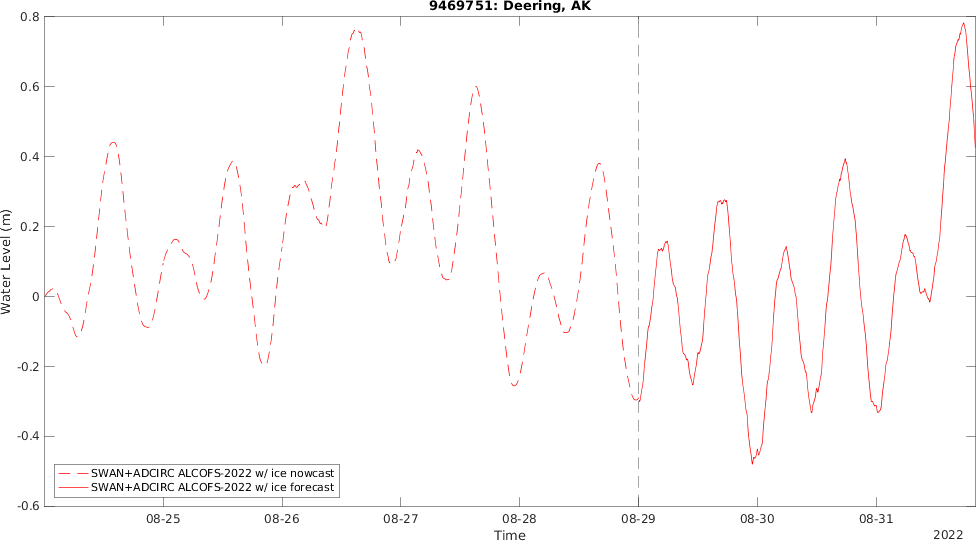 9469751: Deering, AK
Water Level (m)
0.8
0.6
0.4
0.2
0
-0.2
-0.4
-0.6
SWAN+ADCIRC ALCOFS-2022 w/ ice nowcast
SWAN+ADCIRC ALCOFS-2022 w/ ice forecast
08-25 08-26 08-27 08-28 08-29 08-30 08-31
Time
2022